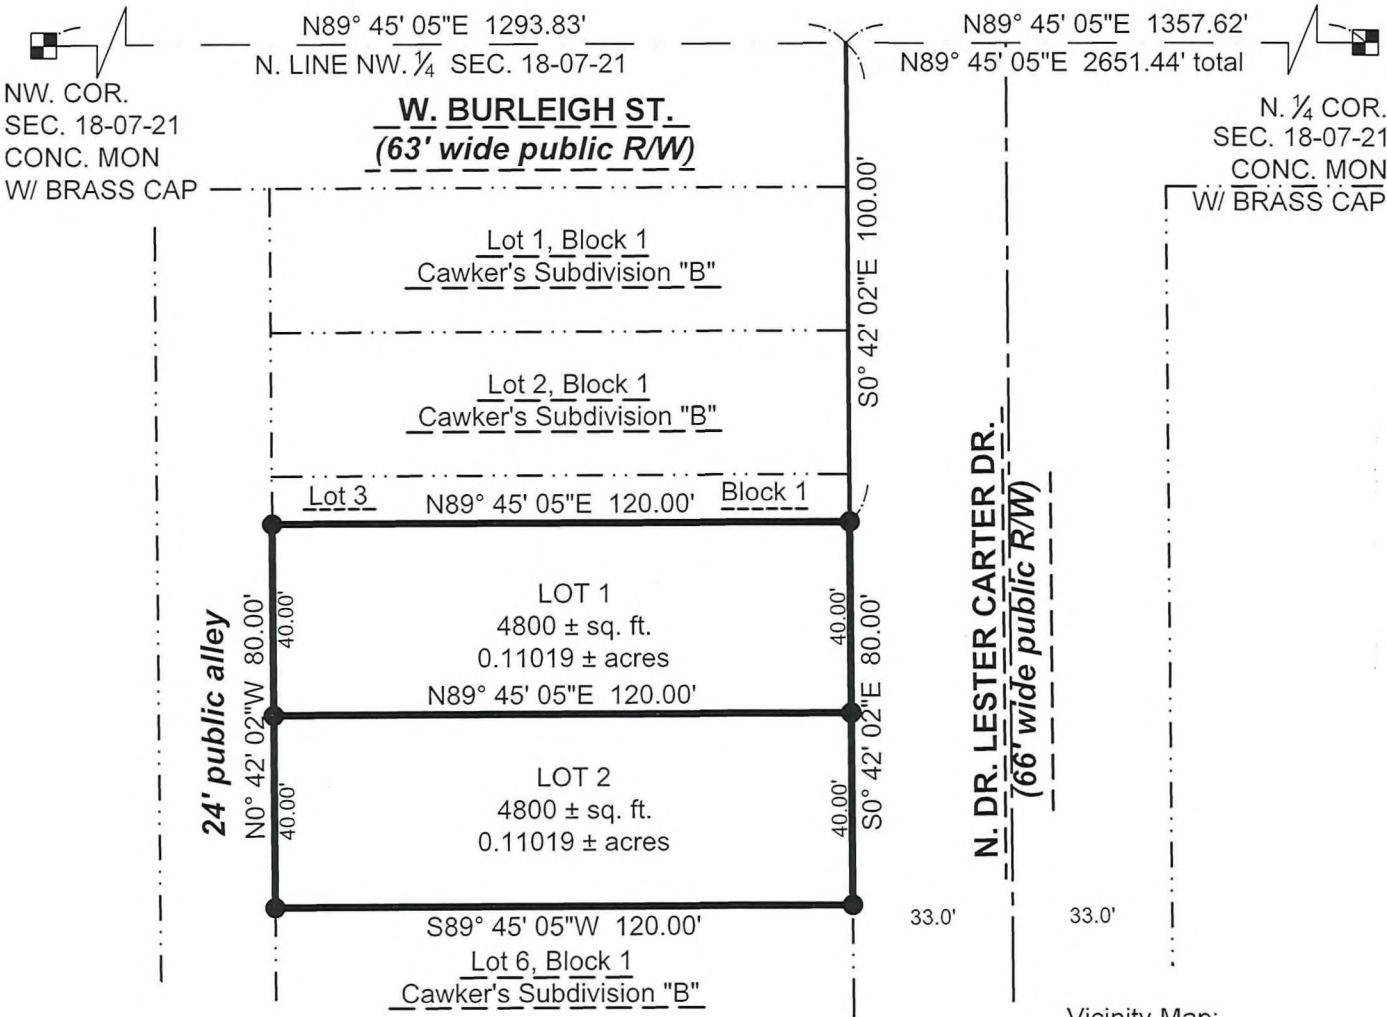 N89° 45' 05"E 1293.83'
N. LINE NW. ¼ SEC. 18-07-21
N89° 45' 05"E 1357.62'
N89° 45' 05"E 2651.44' total
NW. COR.
SEC. 18-07-21
CONC. MON
W/ BRASS CAP
W. BURLEIGH ST.
(63' wide public R/W)
N. ¼ COR.
SEC. 18-07-21
CONC. MON
W/ BRASS CAP
Lot 1, Block 1
Cawker's Subdivision "B"
S0° 42' 02"E 100.00'
Lot 2, Block 1
Cawker's Subdivision "B"
Lot 3
N89° 45' 05"E 120.00'
Block 1
24' public alley
N0° 42' 02"W 80.00'
40.00'
LOT 1
4800 ± sq. ft.
0.11019 ± acres
40.00'
S0° 42' 02"E 80.00'
N. DR. LESTER CARTER DR.
(66' wide public R/W)
N89° 45' 05"E 120.00'
40.00'
LOT 2
4800 ± sq. ft.
0.11019 ± acres
40.00'
33.0'
33.0'
S89° 45' 05"W 120.00'
Lot 6, Block 1
Cawker's Subdivision "B"
Vicinity Map: